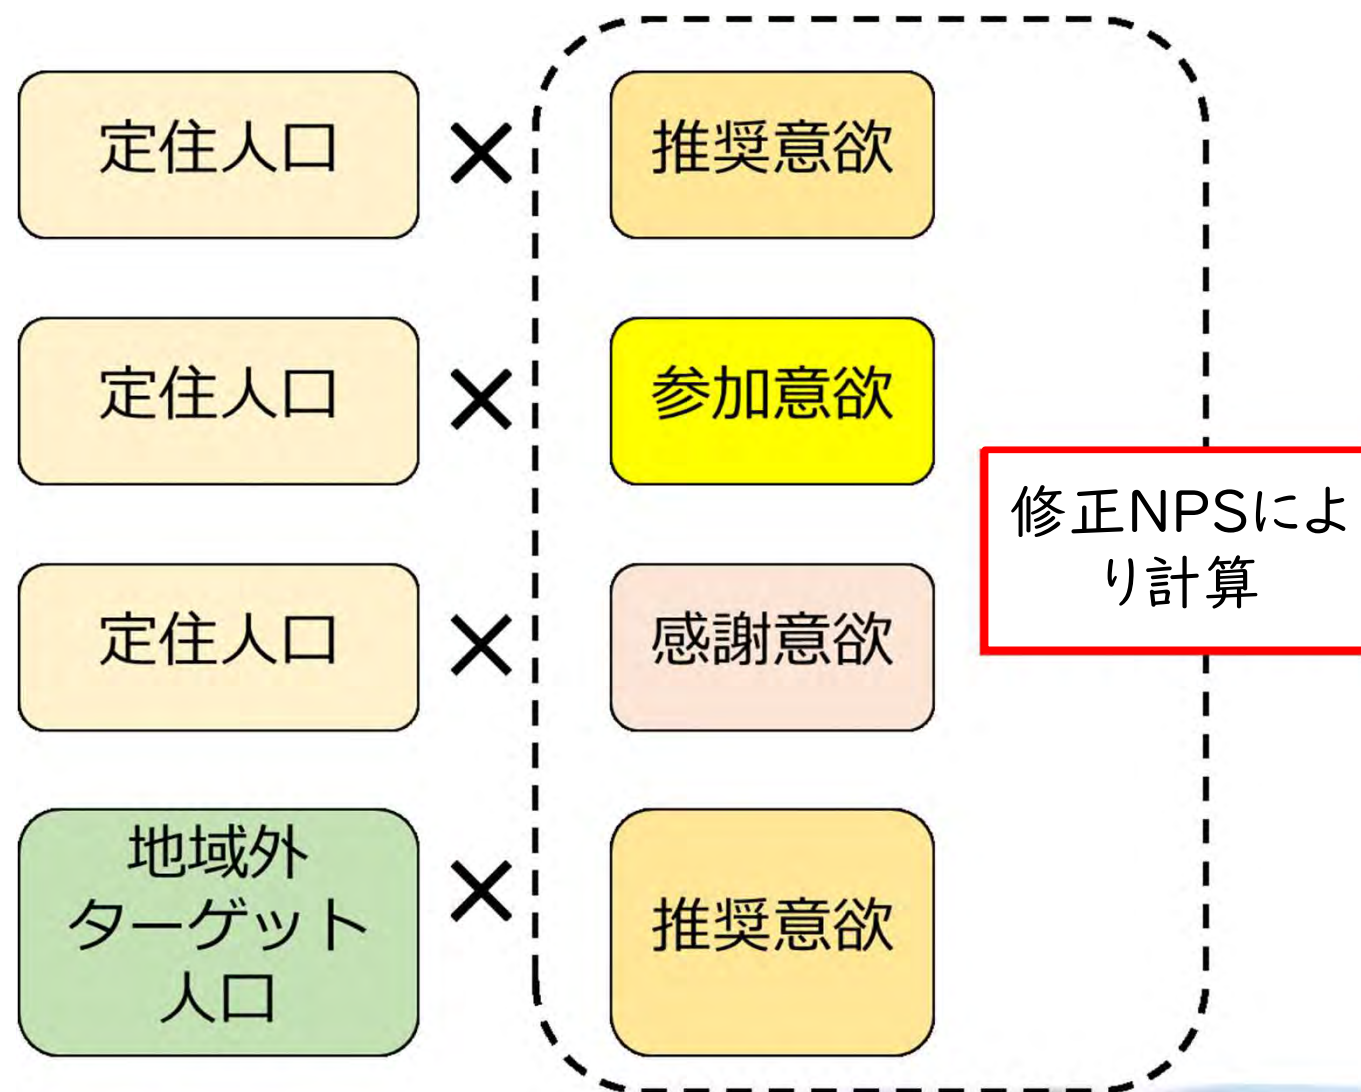 定住人口
×
推奨意欲
定住人口
×
参加意欲
修正NPSによ
り計算
定住人口
×
感謝意欲
地域外
ターゲット
人口
×
推奨意欲